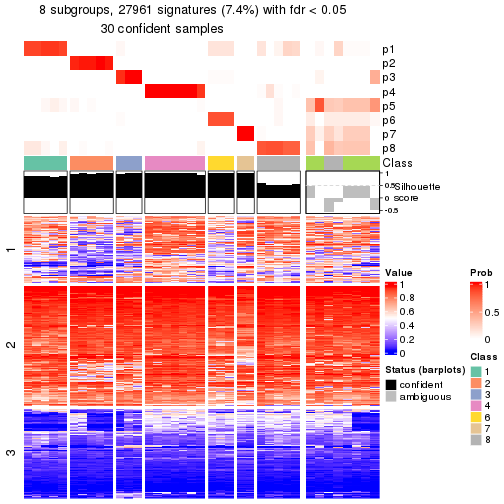 8 subgroups, 27961 signatures (7.4%) with fdr < 0.05
30 confident samples
p1
p2
p3
p4
p5
p6
p7
p8
Class
1
0.5
0
-0.5
Silhouette
score
1
2
3
Value
1
0.8
0.6
0.4
0.2
0
Status (barplots)
confident
ambiguous
Prob
1
0.5
0
Class
1
2
3
4
6
7
8